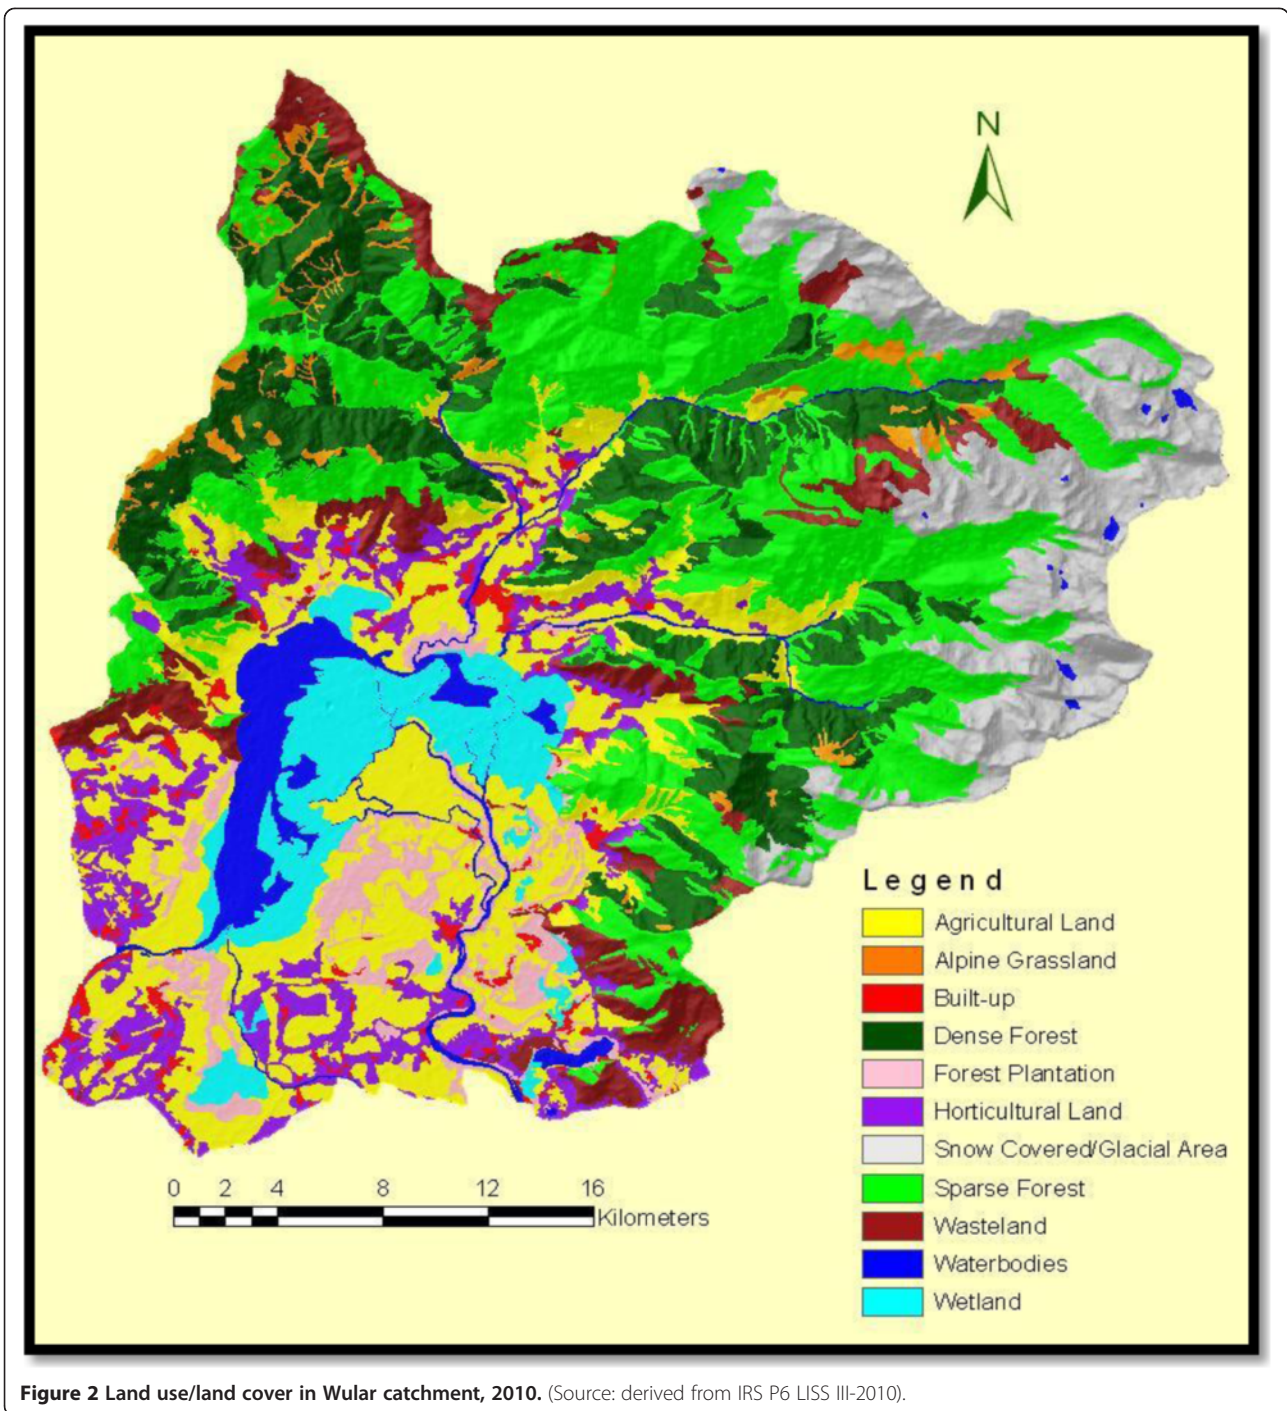 N
Legend
Agricultural Land
Alpine Grassland
Built-up
Dense Forest
Forest Plantation
Horticultural Land
Snow Covered/Glacial Area
Sparse Forest
Wasteland
Waterbodies
Wetland
0 2 4 8 12 16
Kilometers
Figure 2 Land use/land cover in Wular catchment, 2010. (Source: derived from IRS P6 LISS III-2010).